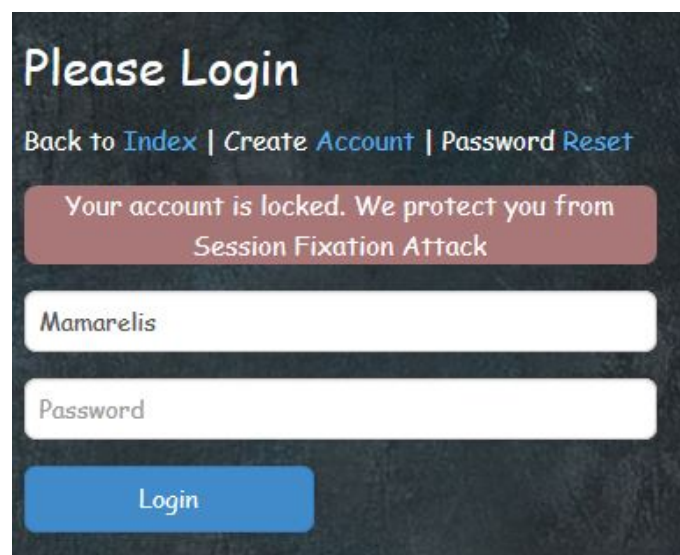 Please Login
Back to Index | Create Account | Password Reset
Your account is locked. We protect you from
Session Fixation Attack
Mamarelis
Password
Login